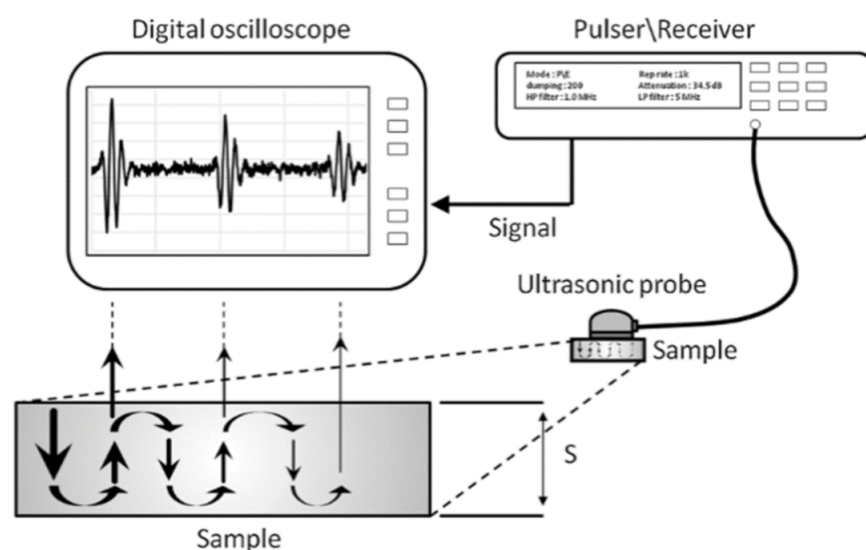 Digital oscilloscope
Pulser\Receiver
Mode : P\E
Rep rate : 1k
dumping : 200
Attenuation : 34.5 dB
HP filter : 1.0 MHz
LP filter : 5 MHz
Signal
Ultrasonic probe
Sample
S
Sample